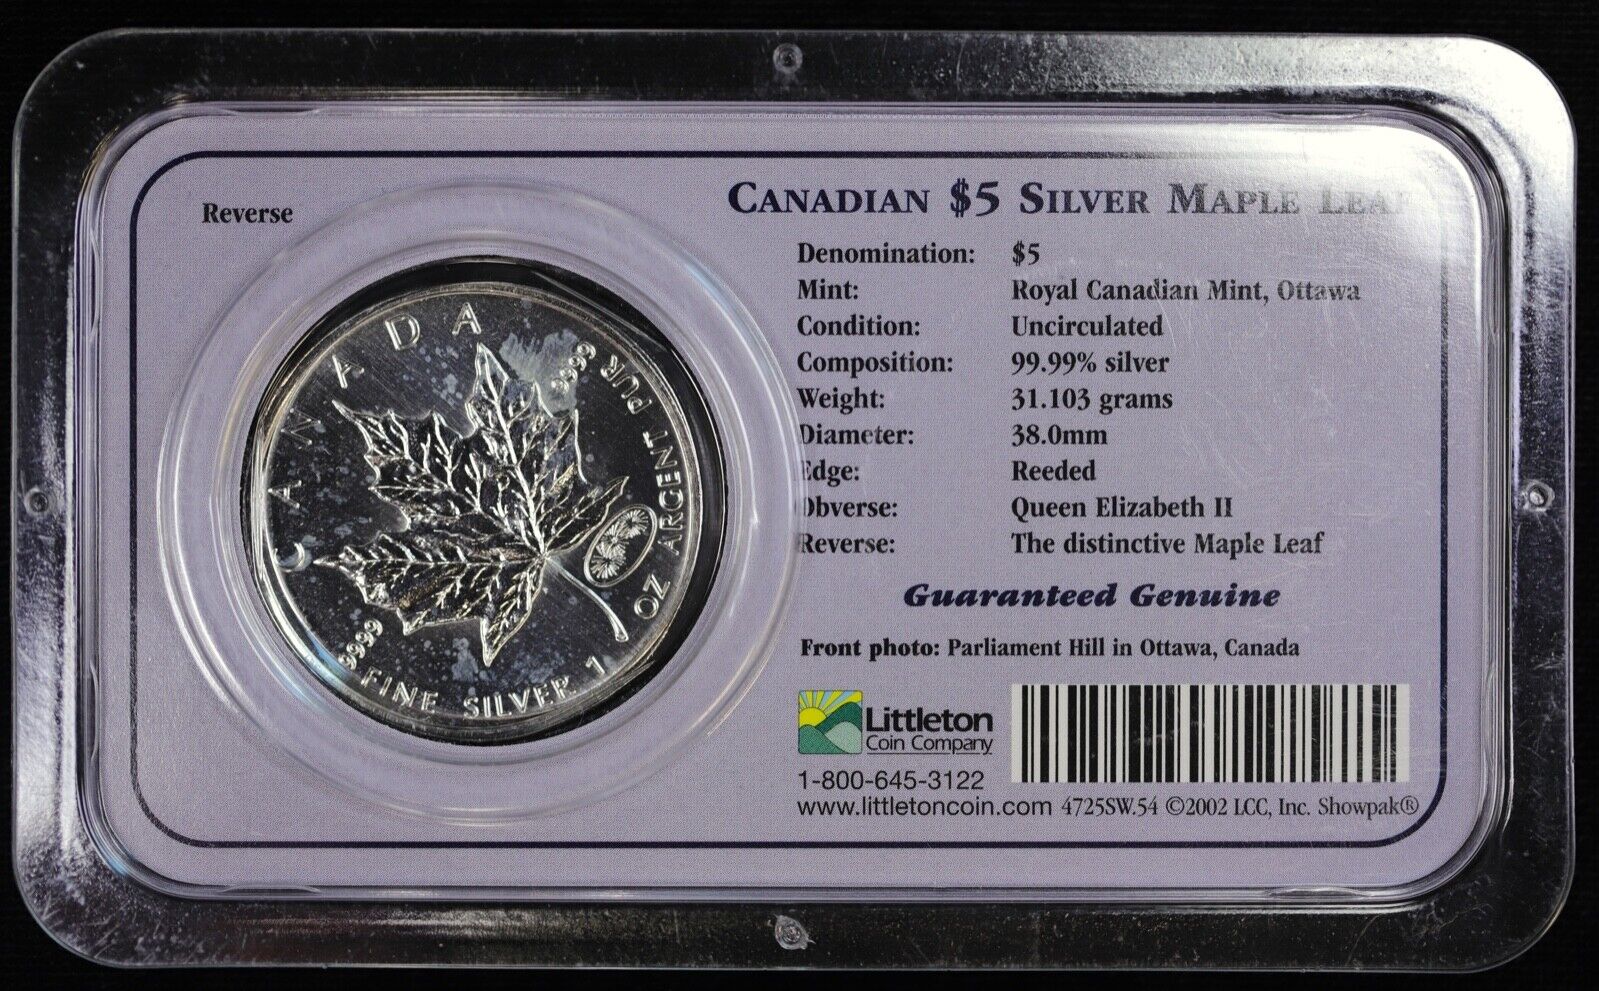 Reverse
CANADIAN $5 SILVER MAPLE LEAF
Denomination: $5
Mint: Royal Canadian Mint, Ottawa
Condition: Uncirculated
Composition: 99.99% silver
Weight: 31.103 grams
Diameter: 38.0mm
Edge: Reeded
Obverse: Queen Elizabeth II
Reverse: The distinctive Maple Leaf
Guaranteed Genuine
Front photo: Parliament Hill in Ottawa, Canada
Littleton
Coin Company
1-800-645-3122
www.littletoncoin.com 4725SW.54 ©2002 LCC, Inc. Showpak®
CANADA
9999
FINE SILVER 1 OZ ARGENT PUR
9999